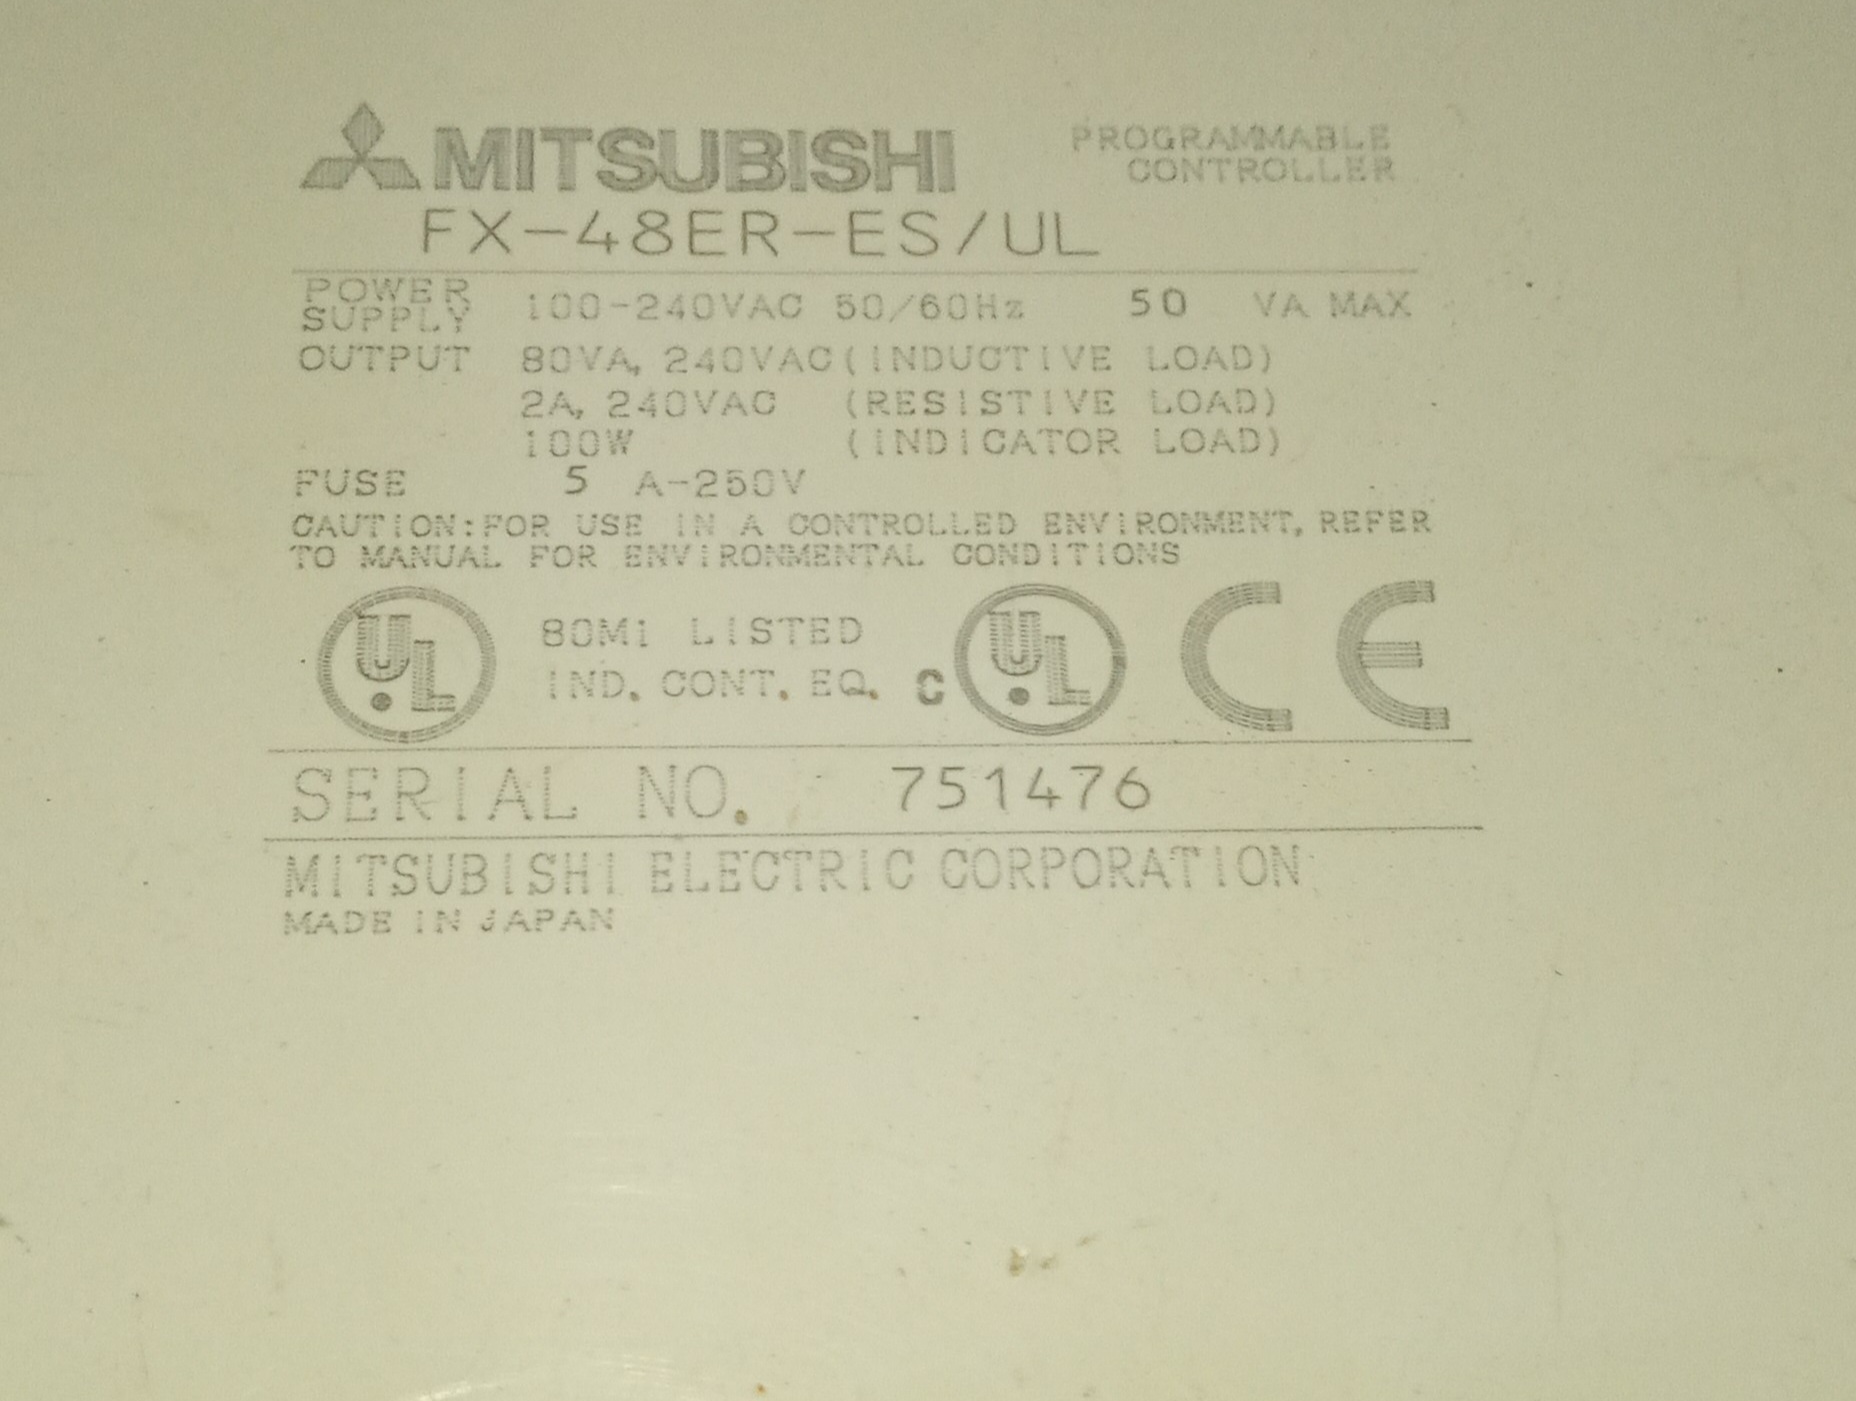 MITSUBISHI PROGRAMMABLE
CONTROLLER
FX-48ER-ES/UL
POWER
SUPPLY 100-240VAC 50/60Hz 50 VA MAX
OUTPUT 80VA, 240VAC (INDUCTIVE LOAD)
2A, 240VAC (RESISTIVE LOAD)
100W (INDICATOR LOAD)
FUSE 5 A-250V
CAUTION:FOR USE IN A CONTROLLED ENVIRONMENT, REFER
TO MANUAL FOR ENVIRONMENTAL CONDITIONS
UL 80M1 LISTED
IND. CONT. EQ. C UL CE
SERIAL NO. 751476
MITSUBISHI ELECTRIC CORPORATION
MADE IN JAPAN